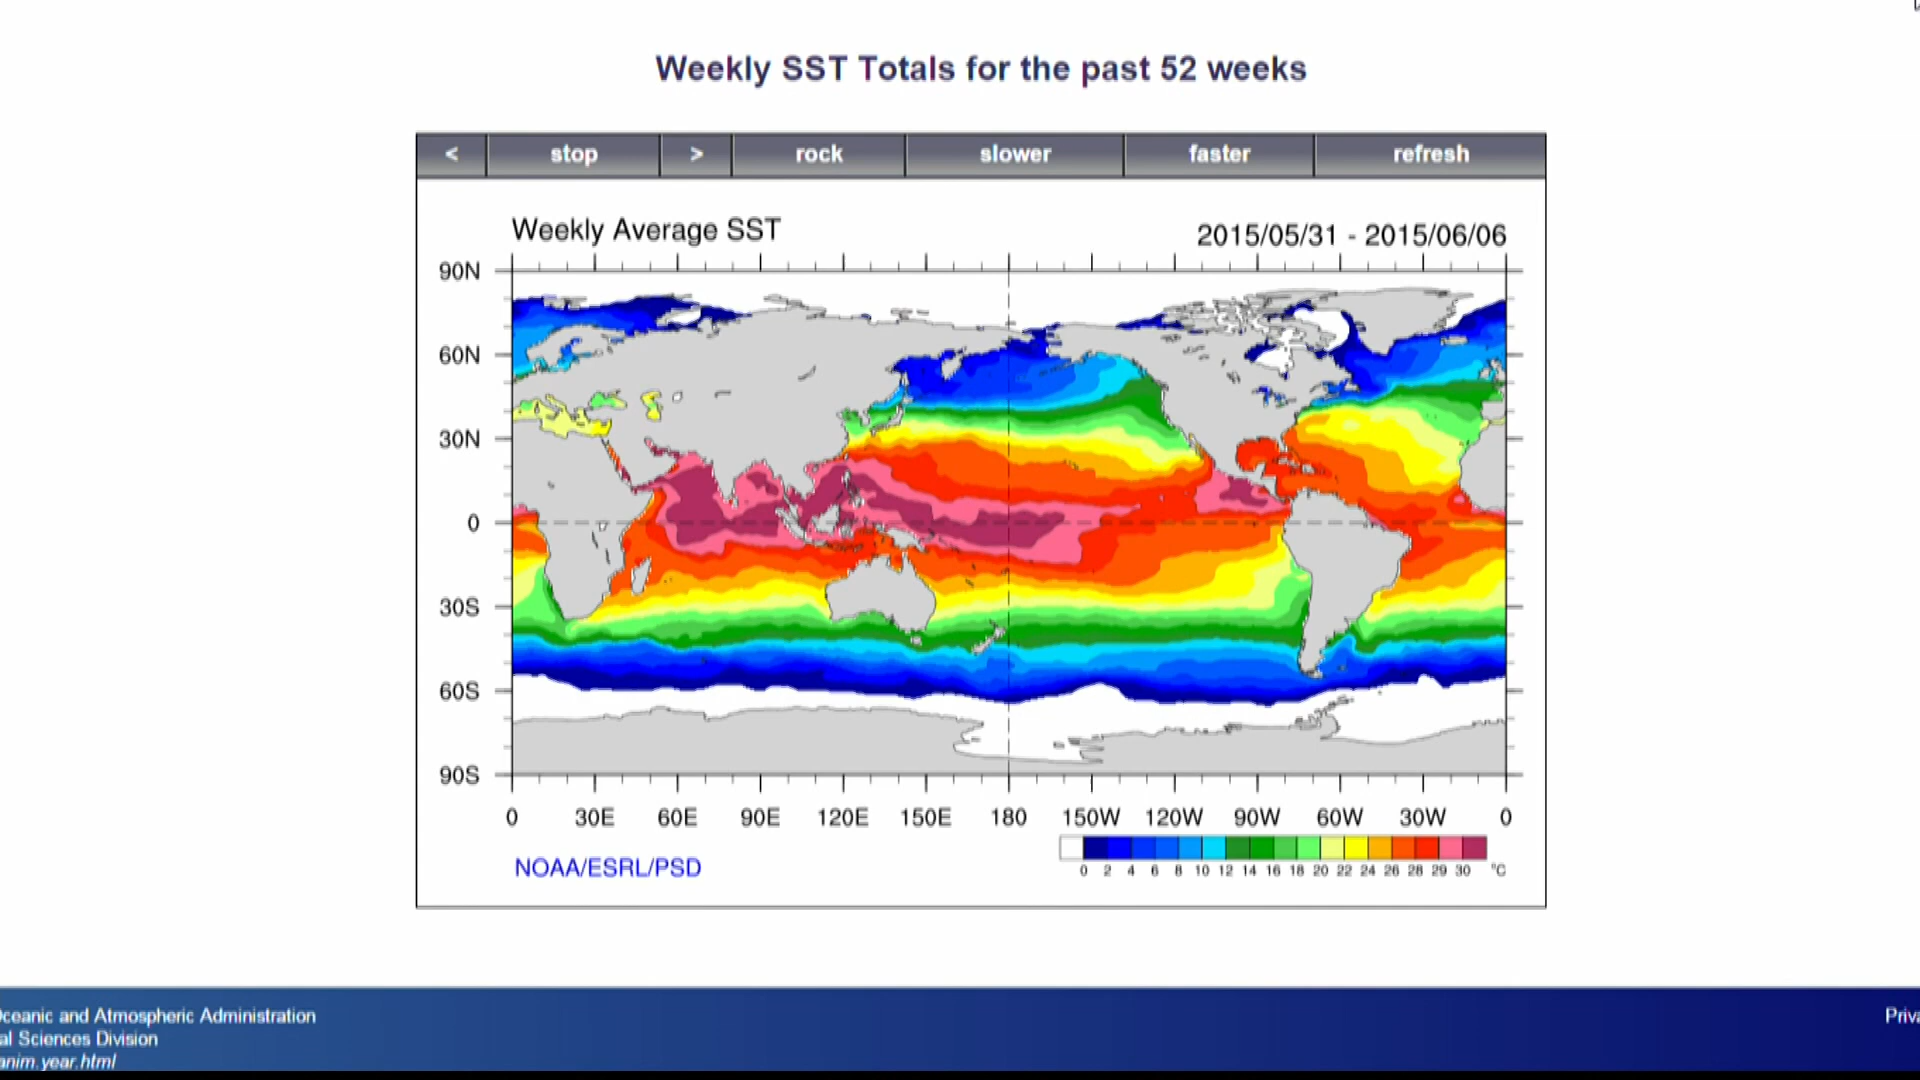 Weekly SST Totals for the past 52 weeks
< stop > rock slower faster refresh
Weekly Average SST 2015/05/31 - 2015/06/06
90N
60N
30N
0
30S
60S
90S
0 30E 60E 90E 120E 150E 180 150W 120W 90W 60W 30W 0
0 2 4 6 8 10 12 14 16 18 20 22 24 26 28 29 30 °C
NOAA/ESRL/PSD
Oceanic and Atmospheric Administration
al Sciences Division
anim.year.html
Priva